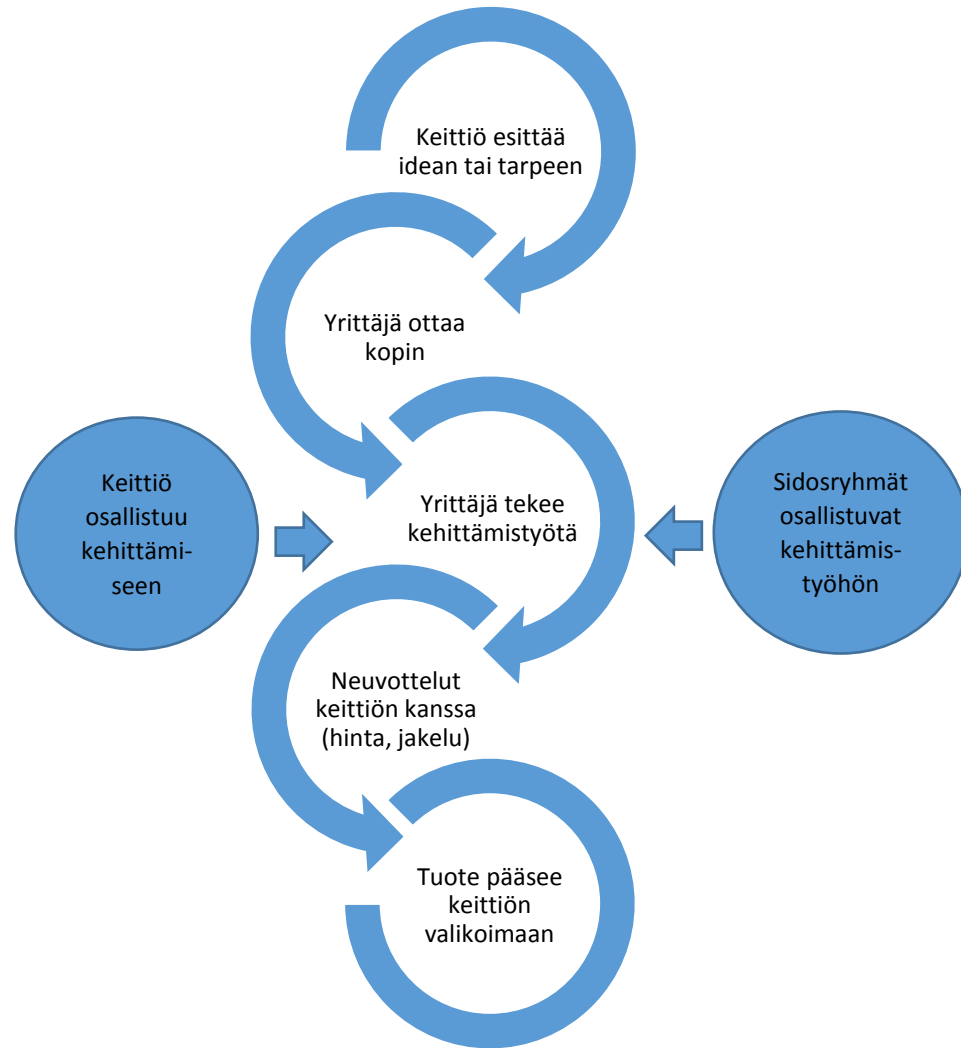 Keittiö esittää
idean tai tarpeen
Yrittäjä ottaa
kopin
Keittiö
osallistuu
kehittämi-
seen
Yrittäjä tekee
kehittämistyötä
Sidosryhmät
osallistuvat
kehittämis-
työhön
Neuvottelut
keittiön kanssa
(hinta, jakelu)
Tuote pääsee
keittiön
valikoimaan